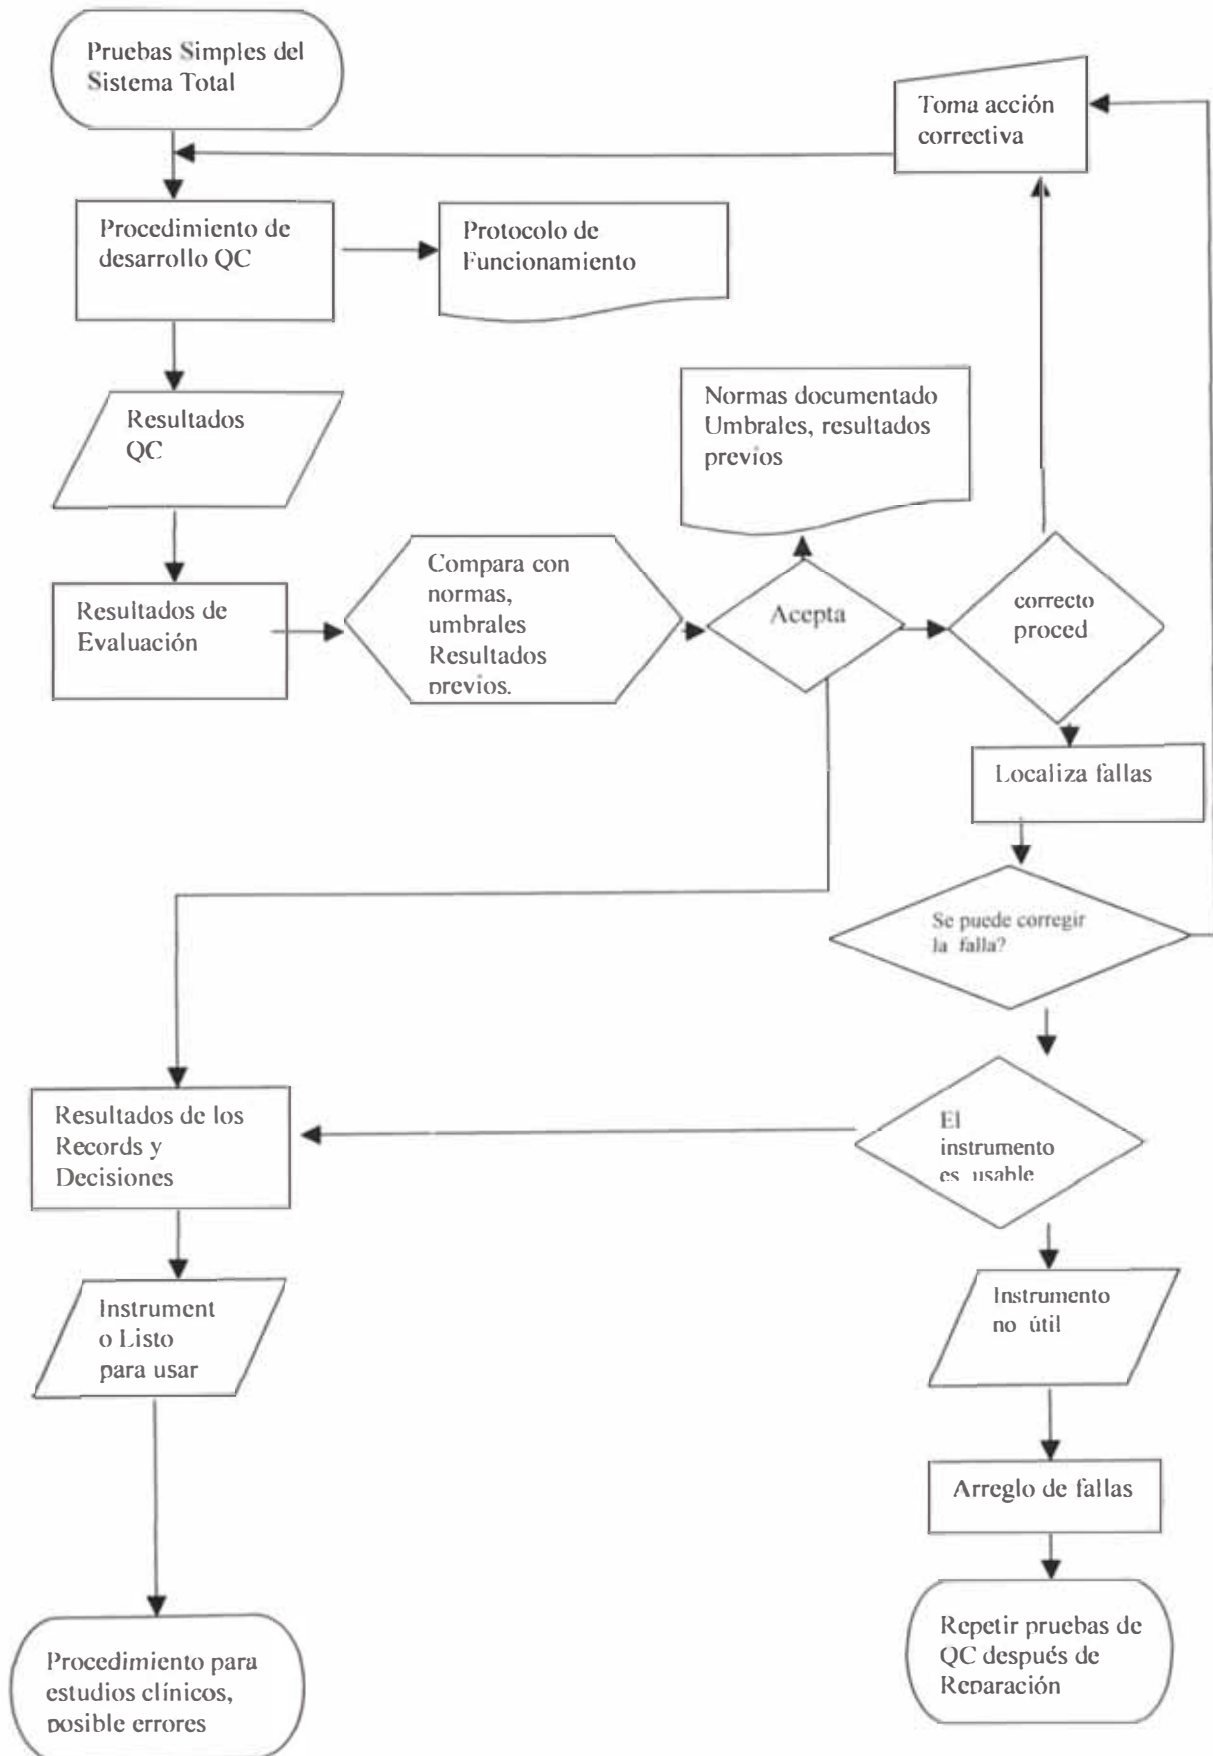 Pruebas Simples del
Sistema Total
Toma acción
correctiva
Procedimiento de
desarrollo QC
Protocolo de
Funcionamiento
Resultados
QC
Normas documentado
Umbrales, resultados
previos
Resultados de
Evaluación
Compara con
normas,
umbrales
Resultados
previos.
Acepta
correcto
proced
Localiza fallas
Se puede corregir
la falla?
Resultados de los
Records y
Decisiones
El
instrumento
es usable
Instrument
o Listo
para usar
Instrumento
no útil
Arreglo de fallas
Procedimiento para
estudios clínicos,
posible errores
Repetir pruebas de
QC después de
Reparación